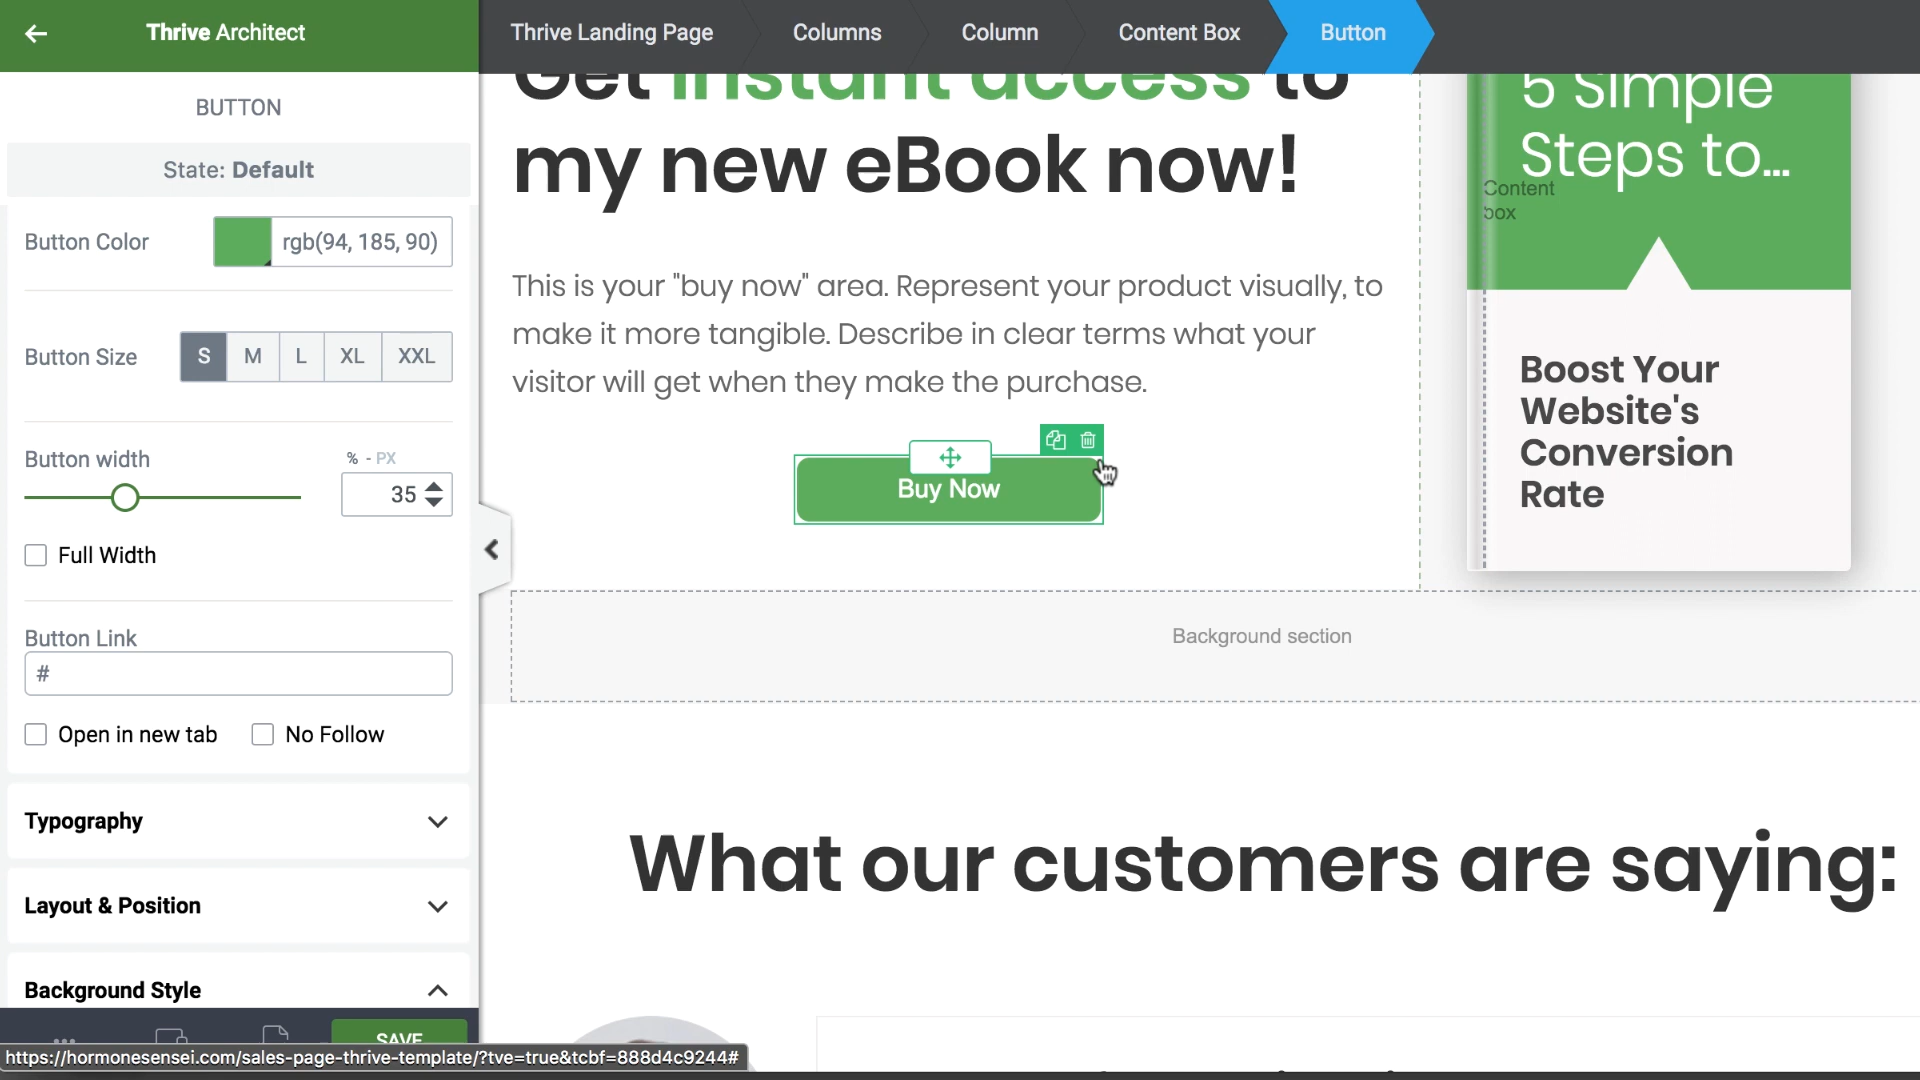 Thrive Architect
Thrive Landing Page
Columns
Column
Content Box
Button
BUTTON
State: Default
Button Color
rgb(94, 185, 90)
Button Size
S
M
L
XL
XXL
Button width
% - PX
35
Full Width
Button Link
#
Open in new tab
No Follow
Typography
Layout & Position
Background Style
SAVE
https://hormonesensei.com/sales-page-thrive-template/?tve=true&tcbf=888d4c9244#
Get instant access to
my new eBook now!
This is your "buy now" area. Represent your product visually, to
make it more tangible. Describe in clear terms what your
visitor will get when they make the purchase.
Buy Now
5 Simple
Steps to...
Content
box
Boost Your
Website's
Conversion
Rate
Background section
What our customers are saying: